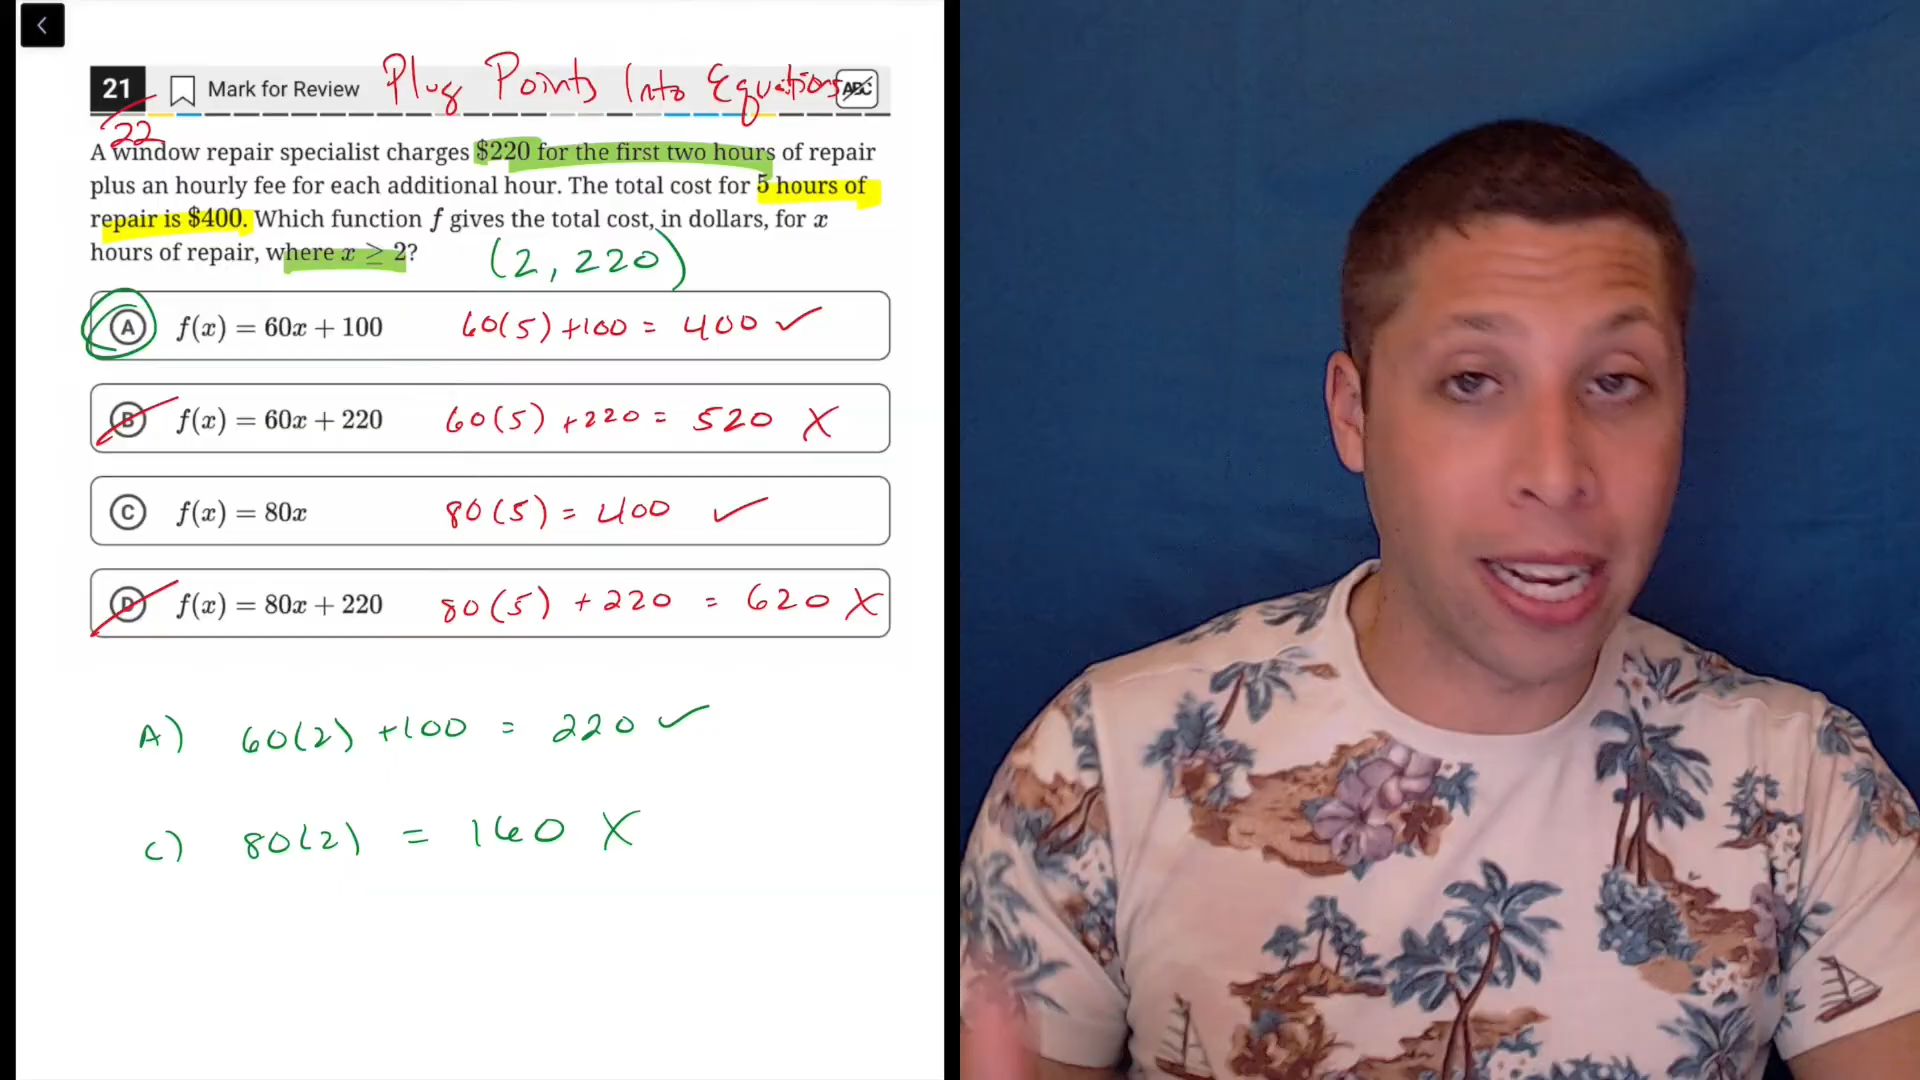 21 Mark for Review Plug Points Into Equations ABC
22
A window repair specialist charges $220 for the first two hours of repair
plus an hourly fee for each additional hour. The total cost for 5 hours of
repair is $400. Which function f gives the total cost, in dollars, for x
hours of repair, where x ≥ 2?
(2, 220)
A f(x) = 60x + 100 60(5) +100 = 400 ✓
B f(x) = 60x + 220 60(5) +220 = 520 X
C f(x) = 80x 80(5) = 400 ✓
D f(x) = 80x + 220 80(5) + 220 = 620 X
A) 60(2) +100 = 220 ✓
C) 80(2) = 160 X